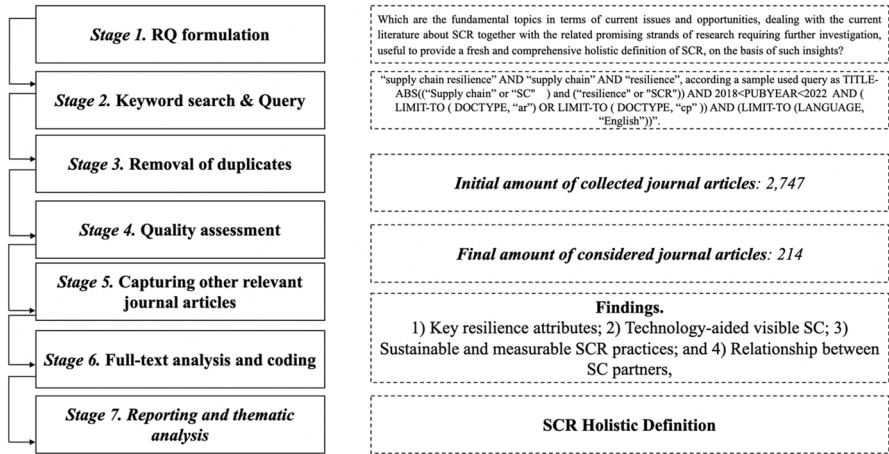 Stage 1. RQ formulation
Stage 2. Keyword search & Query
Stage 3. Removal of duplicates
Stage 4. Quality assessment
Stage 5. Capturing other relevant
journal articles
Stage 6. Full-text analysis and coding
Stage 7. Reporting and thematic
analysis
Which are the fundamental topics in terms of current issues and opportunities, dealing with the current
literature about SCR together with the related promising strands of research requiring further investigation,
useful to provide a fresh and comprehensive holistic definition of SCR, on the basis of such insights?
“supply chain resilience” AND “supply chain” AND “resilience”, according a sample used query as TITLE-
ABS((“Supply chain” or “SC" ) and (“resilience" or "SCR")) AND 2018<PUBYEAR<2022 AND (
LIMIT-TO ( DOCTYPE, “ar”) OR LIMIT-TO ( DOCTYPE, “cp” )) AND (LIMIT-TO (LANGUAGE,
“English”))”.
Initial amount of collected journal articles: 2,747
Final amount of considered journal articles: 214
Findings.
1) Key resilience attributes; 2) Technology-aided visible SC; 3)
Sustainable and measurable SCR practices; and 4) Relationship between
SC partners,
SCR Holistic Definition